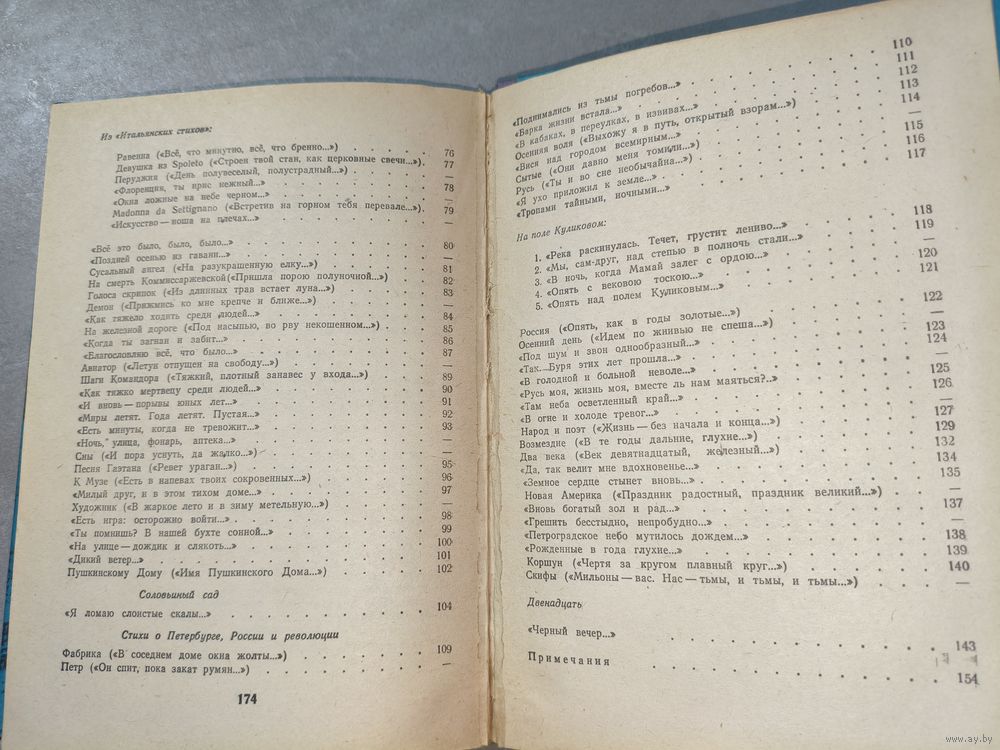 Из «Итальянских стихов»:
Равенна («Всё, что минутно, всё, что бренно...») 76
Девушка из Spoleto («Строен твой стан, как церковные свечи...»). 77
Перуджия («День полувеселый, полустрадный...») —
«Флоренция, ты ирис нежный...» 78
«Окна ложные на небе черном...» —
Madonna da Settignano («Встретив на горном тебя перевале...»). 79
«Искусство — ноша на плечах...» —
«Всё это было, было, было...» 80
«Поздней осенью из гавани...» —
Сусальный ангел («На разукрашенную елку...») 81
На смерть Коммиссаржевской («Пришла порою полуночной...») 82
Голоса скрипок («Из длинных трав встает луна...») 83
Демон («Прижмись ко мне крепче и ближе...») —
«Как тяжело ходить среди людей...» 84
На железной дороге («Под насыпью, во рву некошенном...») 85
«Когда ты загнан и забит...» 86
«Благословляю всё, что было...» 87
Авиатор («Летун отпущен на свободу...») —
Шаги Командора («Тяжкий, плотный занавес у входа...») 89
«Как тяжко мертвецу среди людей...» 90
«И вновь — порывы юных лет...» 91
«Миры летят. Года летят. Пустая...» 92
«Есть минуты, когда не тревожит...» 93
«Ночь, улица, фонарь, аптека...» —
Сны («И пора уснуть, да жалко...») —
Песня Гаэтана («Ревет ураган...») 95
К Музе («Есть в напевах твоих сокровенных...») 96
«Милый друг, и в этом тихом доме...» 97
Художник («В жаркое лето и в зиму метельную...») —
«Есть игра: осторожно войти...» 98
«Ты помнишь? В нашей бухте сонной...» 99
«На улице — дождик и слякоть...» 100
«Дикий ветер...» 101
Пушкинскому Дому («Имя Пушкинского Дома...») 102
Соловьиный сад
«Я ломаю слоистые скалы...» 104
Стихи о Петербурге, России и революции
Фабрика («В соседнем доме окна жолты...») 109
Петр («Он спит, пока закат румян...») —
174
«Поднимались из тьмы погребов...» 110
«Барка жизни встала...» 111
«В кабаках, в переулках, в извивах...» 112
Осенняя воля («Выхожу я в путь, открытый взорам...») 113
«Вися над городом всемирным...» 114
Сытые («Они давно меня томили...») —
Русь («Ты и во сне необычайна...») 115
«Я ухо приложил к земле...» 116
«Тропами тайными, ночными...» 117
На поле Куликовом:
1. «Река раскинулась. Течет, грустит лениво...» 118
2. «Мы, сам-друг, над степью в полночь стали...» 119
3. «В ночь, когда Мамай залег с ордою...» —
4. «Опять с вековою тоскою...» 120
5. «Опять над полем Куликовым...» 121
Россия («Опять, как в годы золотые...») 122
Осенний день («Идем по жнивью не спеша...») —
«Под шум и звон однообразный...» 123
«Так...Буря этих лет прошла...» 124
«В голодной и больной неволе...» —
«Русь моя, жизнь моя, вместе ль нам маяться?..» 125
«Там неба осветленный край...» 126
«В огне и холоде тревог...» —
Народ и поэт («Жизнь — без начала и конца...») 127
Возмездие («В те годы дальние, глухие...») 129
Два века («Век девятнадцатый, железный...») 132
«Да, так велит мне вдохновенье...» 134
«Земное сердце стынет вновь...» 135
Новая Америка («Праздник радостный, праздник великий...») —
«Вновь богатый зол и рад...» 137
«Грешить бесстыдно, непробудно...» —
«Петроградское небо мутилось дождем...» 138
«Рожденные в года глухие...» 139
Коршун («Чертя за кругом плавный круг...») 140
Скифы («Мильоны — вас. Нас — тьмы, и тьмы, и тьмы...») —
Двенадцать
«Черный вечер...» 143
Примечания 154
www.ay.by